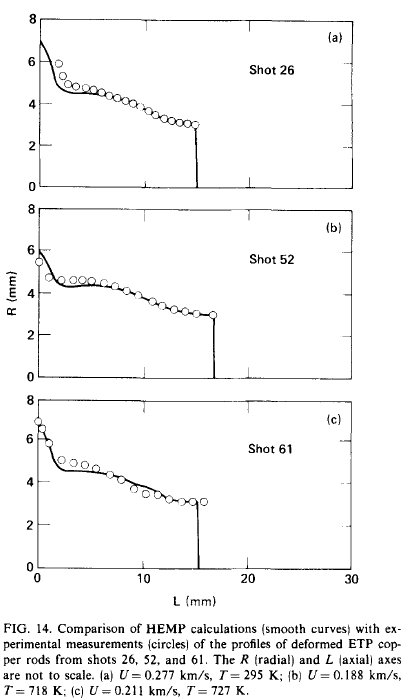 8
(a)
Shot 26
6
4
2
0
8
(b)
Shot 52
6
4
2
0
R (mm)
8
(c)
Shot 61
6
4
2
0
0
10
20
30
L (mm)
FIG. 14. Comparison of HEMP calculations (smooth curves) with ex-
perimental measurements (circles) of the profiles of deformed ETP cop-
per rods from shots 26, 52, and 61. The R (radial) and L (axial) axes
are not to scale. (a) U = 0.277 km/s, T = 295 K; (b) U = 0.188 km/s,
T = 718 K; (c) U = 0.211 km/s, T = 727 K.